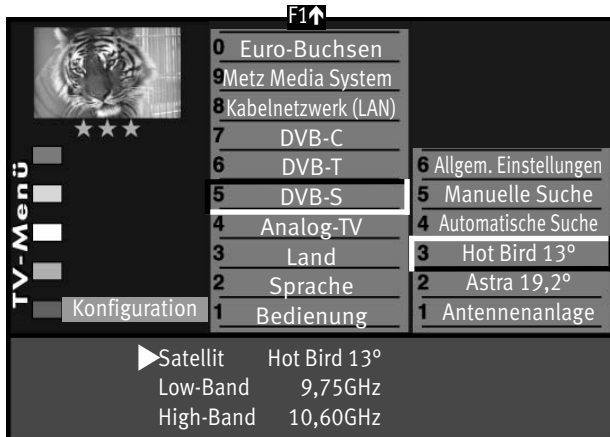 F1↑
0 Euro-Buchsen
9 Metz Media System
8 Kabelnetzwerk (LAN)
7 DVB-C
6 DVB-T
5 DVB-S
4 Analog-TV
3 Land
2 Sprache
1 Bedienung
6 Allgem. Einstellungen
5 Manuelle Suche
4 Automatische Suche
3 Hot Bird 13°
2 Astra 19,2°
1 Antennenanlage
TV-Menü
Konfiguration
Satellit Hot Bird 13°
Low-Band 9,75GHz
High-Band 10,60GHz